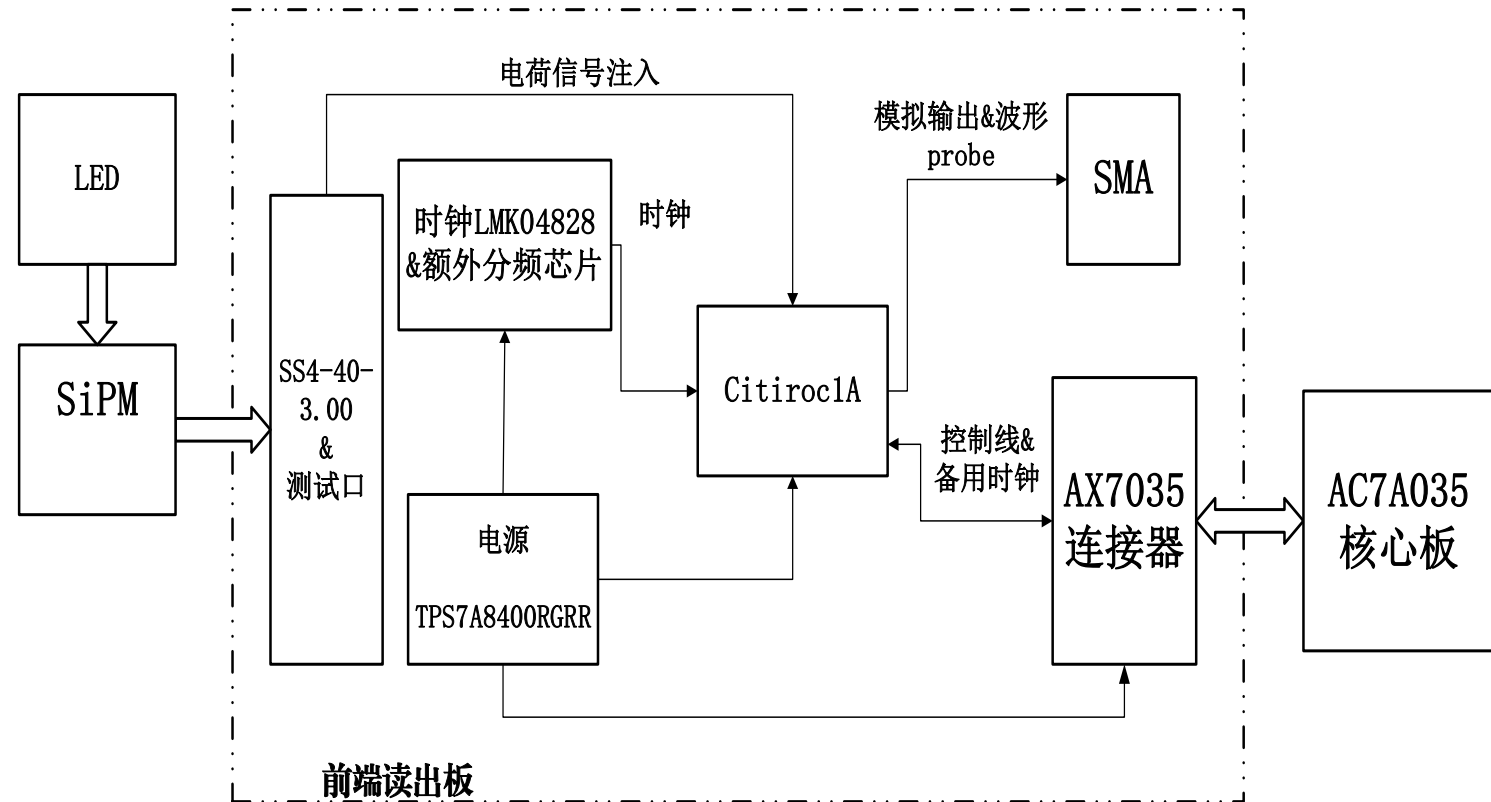 电荷信号注入
LED
模拟输出&波形
probe
SMA
时钟LMK04828
&额外分频芯片
时钟
SiPM
SS4-40-
3.00
&
测试口
Citiroc1A
控制线&
备用时钟
AX7035
连接器
AC7A035
核心板
电源
TPS7A8400RGRR
前端读出板